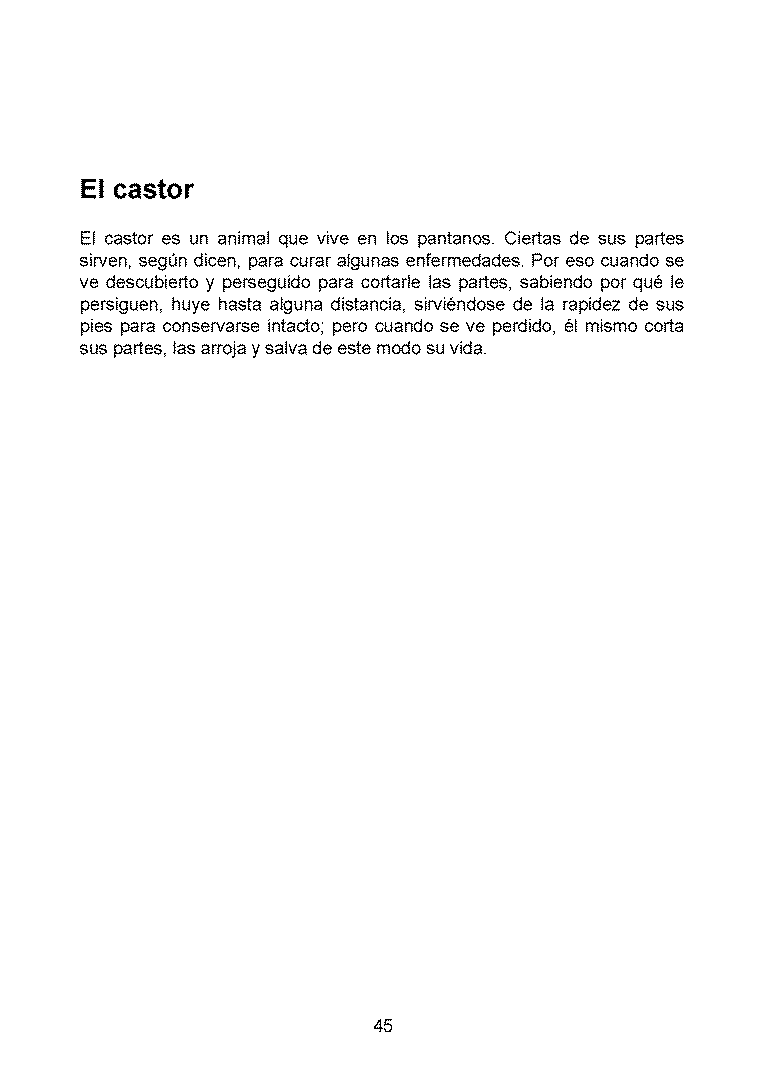 El castor
El castor es un animal que vive en los pantanos. Ciertas de sus partes
sirven, según dicen, para curar algunas enfermedades. Por eso cuando se
ve descubierto y perseguido para cortarle las partes, sabiendo por qué le
persiguen, huye hasta alguna distancia, sirviéndose de la rapidez de sus
pies para conservarse intacto; pero cuando se ve perdido, él mismo corta
sus partes, las arroja y salva de este modo su vida.
45